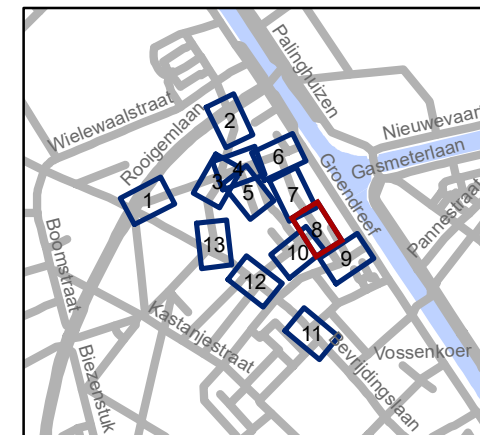 Palinghuizen
Wielewaalstraat
Rooigemlaan
Nieuwevaart
Gasmeterlaan
Groendreef
Pannestraat
Boomstraat
Biezenstuk
Kastanjestraat
Bevrijdingslaan
Vossenkoer
1
2
3
4
5
6
7
8
9
10
11
12
13